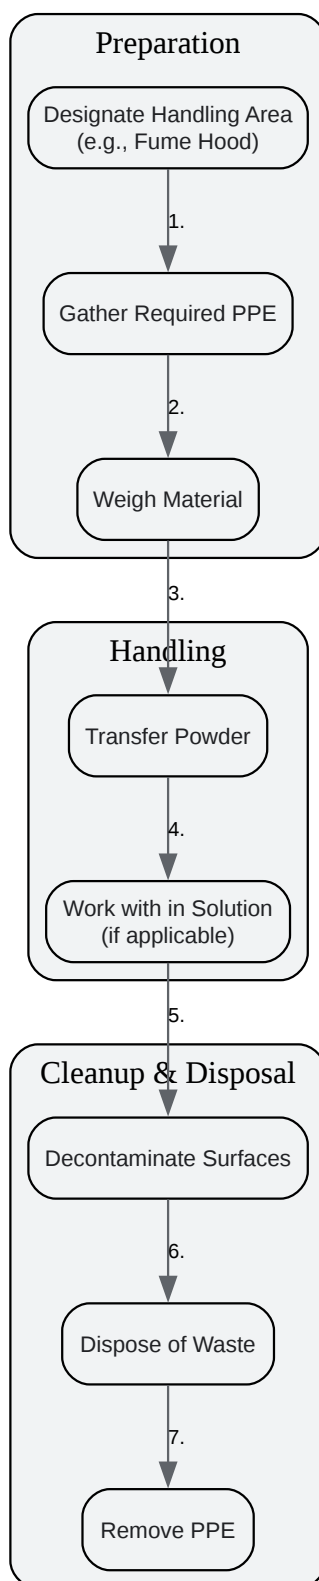 Preparation
Designate Handling Area
(e.g., Fume Hood)
1.
Gather Required PPE
2.
Weigh Material
3.
Handling
Transfer Powder
4.
Work with in Solution
(if applicable)
5.
Cleanup & Disposal
Decontaminate Surfaces
6.
Dispose of Waste
7.
Remove PPE